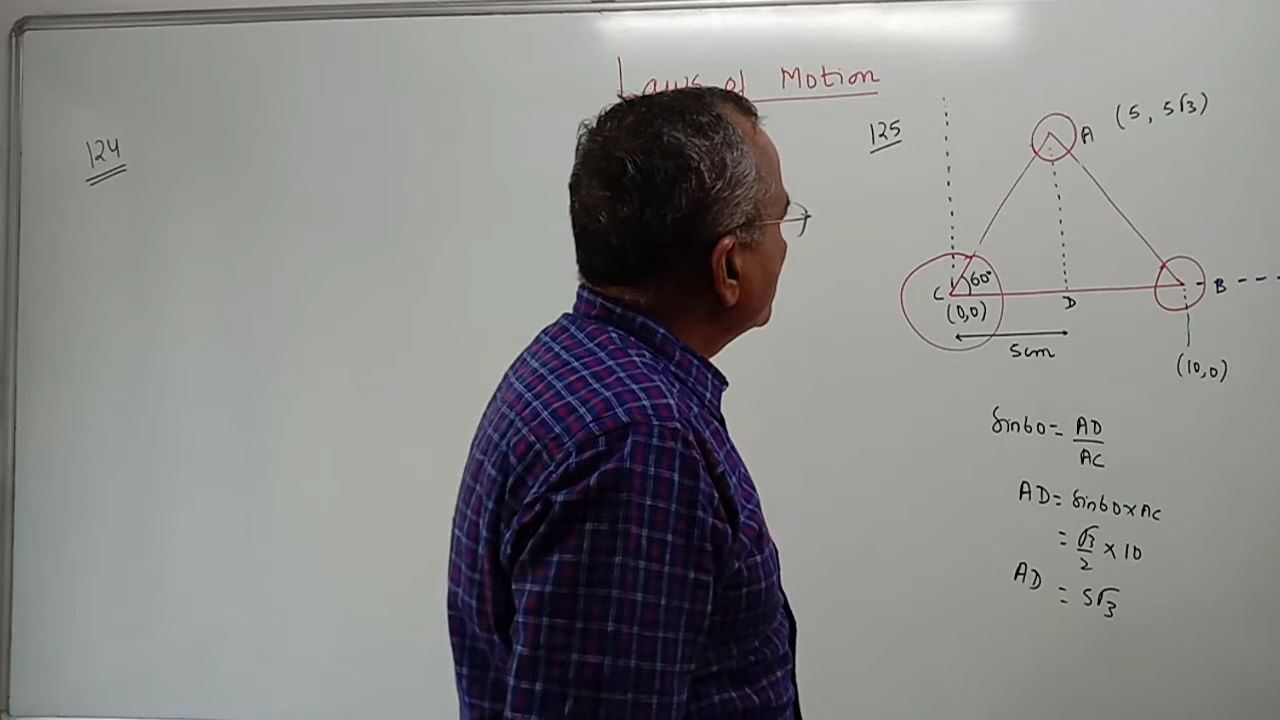 Laws of Motion
124
125
A (5, 5√3)
60°
C
(0,0)
D
B
5cm
(10,0)
Sin60 = AD/AC
AD = Sin60 × AC
= √3/2 × 10
AD = 5√3